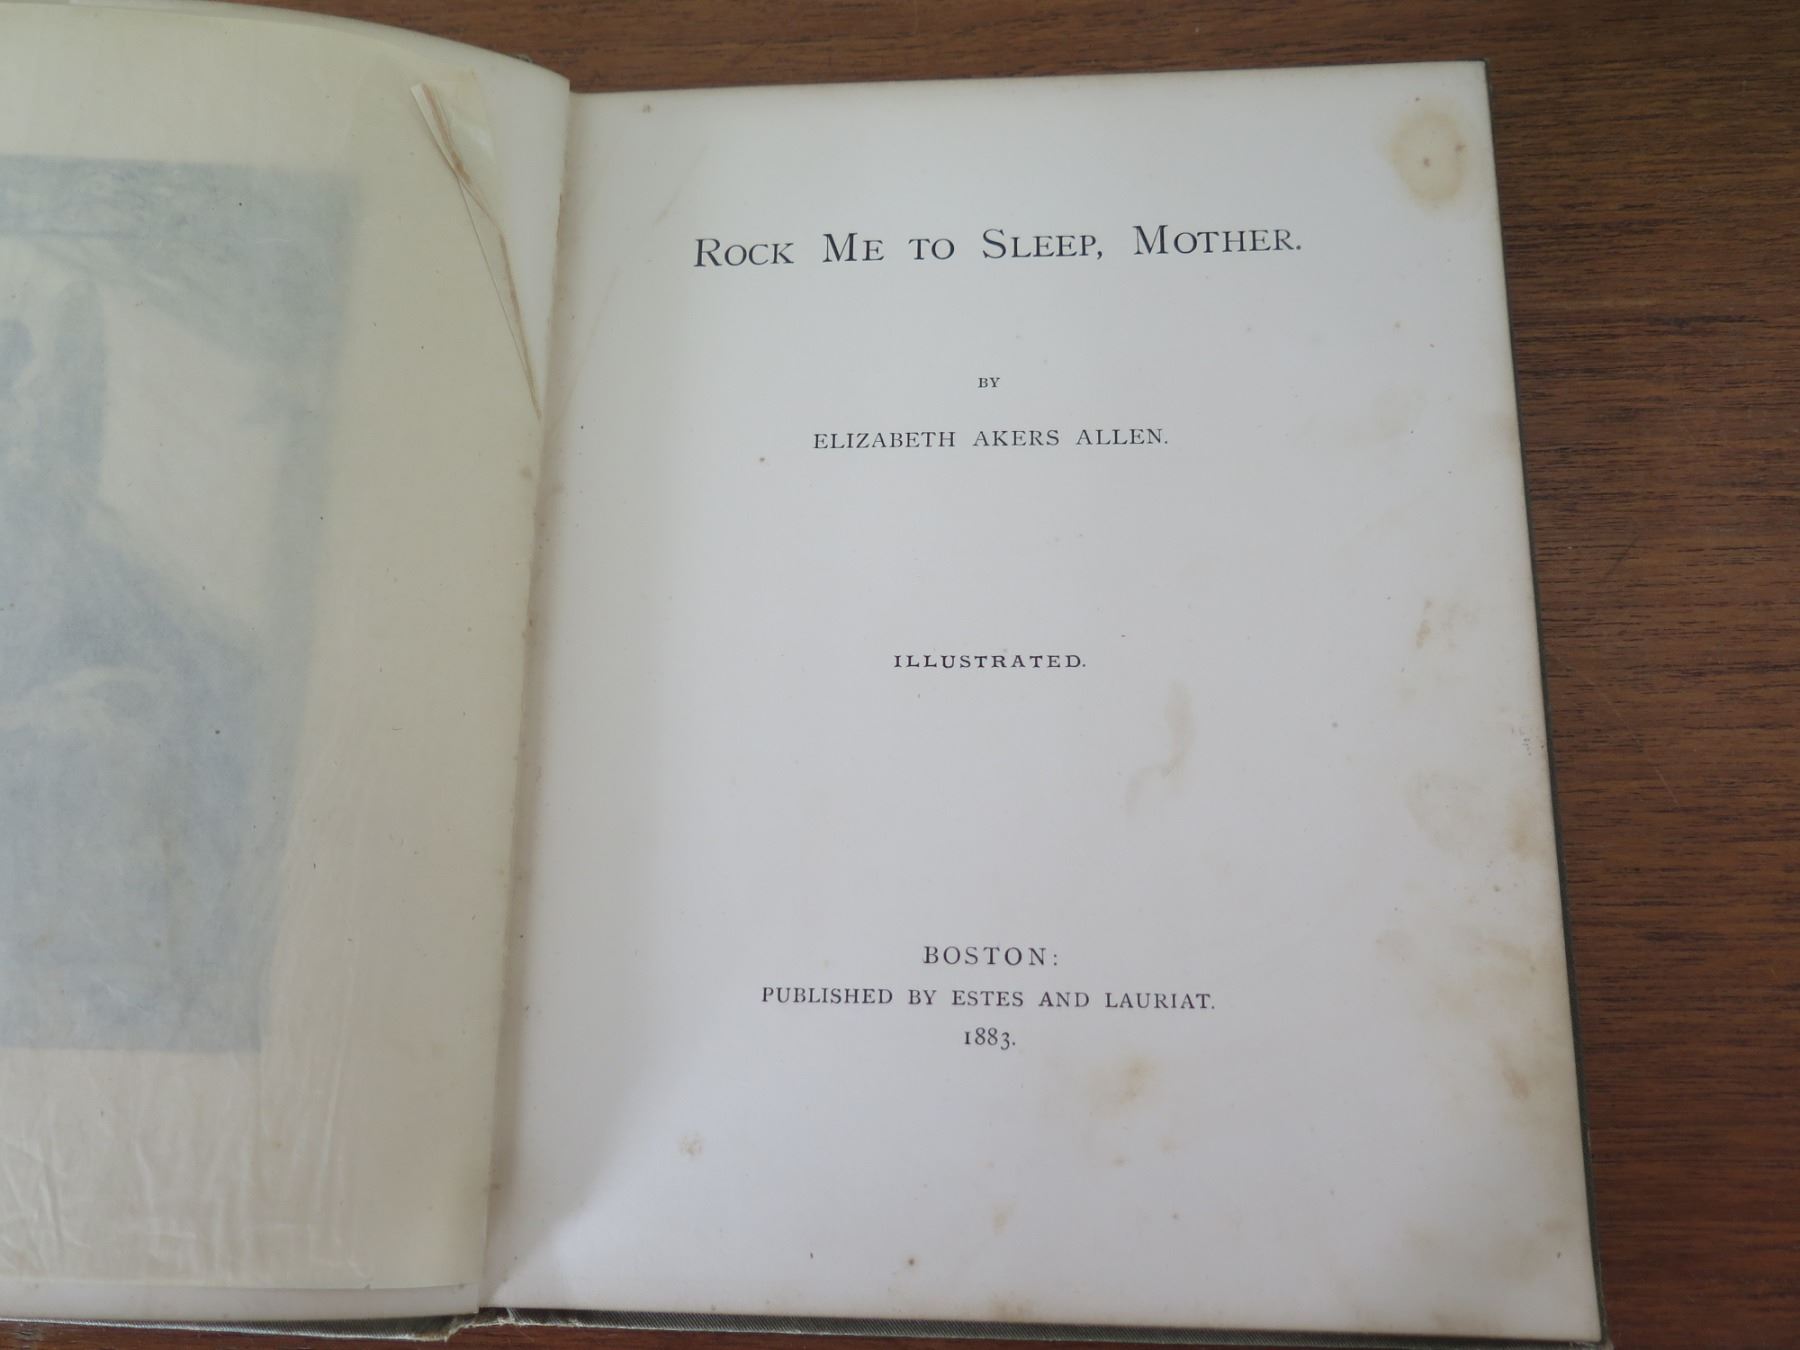 ROCK ME TO SLEEP, MOTHER.
BY
ELIZABETH AKERS ALLEN.
ILLUSTRATED.
BOSTON:
PUBLISHED BY ESTES AND LAURIAT.
1883.